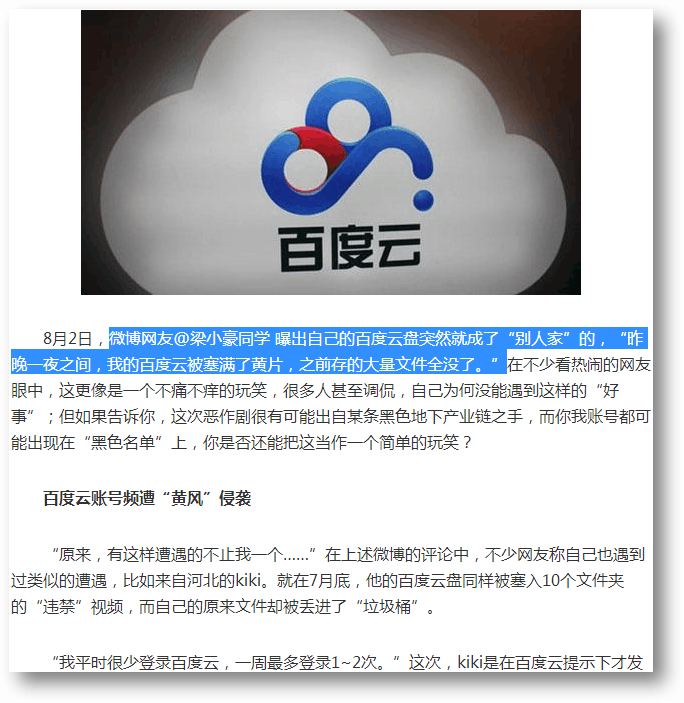 百度云
8月2日，微博网友@梁小豪同学 曝出自己的百度云盘突然就成了“别人家”的，“昨
晚一夜之间，我的百度云被塞满了黄片，之前存的大量文件全没了。”在不少看热闹的网友
眼中，这更像是一个不痛不痒的玩笑，很多人甚至调侃，自己为何没能遇到这样的“好
事”；但如果告诉你，这次恶作剧很有可能出自某条黑色地下产业链之手，而你我账号都可
能出现在“黑色名单”上，你是否还能把这当作一个简单的玩笑？
百度云账号频遭“黄风”侵袭
“原来，有这样遭遇的不止我一个……”在上述微博的评论中，不少网友称自己也遇到
过类似的遭遇，比如来自河北的kiki。就在7月底，他的百度云盘同样被塞入10个文件夹
的“违禁”视频，而自己的原来文件却被丢进了“垃圾桶”。
“我平时很少登录百度云，一周最多登录1~2次。”这次，kiki是在百度云提示下才发